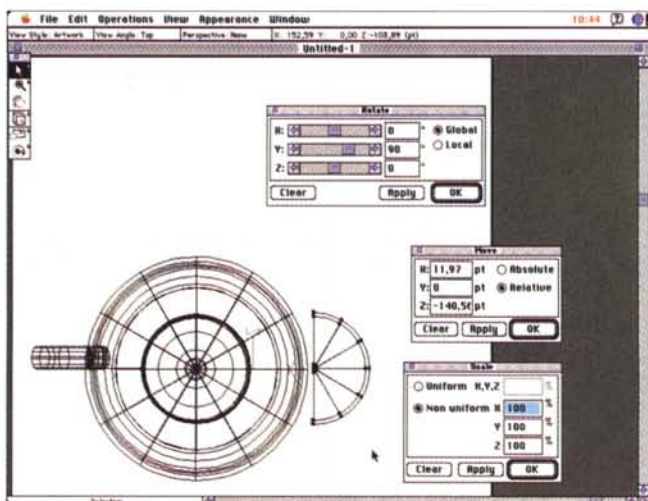 File Edit Operations View Appearance Window 10:44
View Style: Artwork View Angle: Top Perspective: None X: 152,59 Y: 0,00 Z:-108,89 (pt)
Untitled-1
Rotate
X: 0 °
Y: 90 °
Z: 0 °
Global
Local
Clear Apply OK
Move
X: 11,97 pt
Y: 0 pt
Z: -140,56 pt
Absolute
Relative
Clear Apply OK
Scale
Uniform X,Y,Z %
Non uniform X 100 %
Y 100 %
Z 100 %
Clear Apply OK